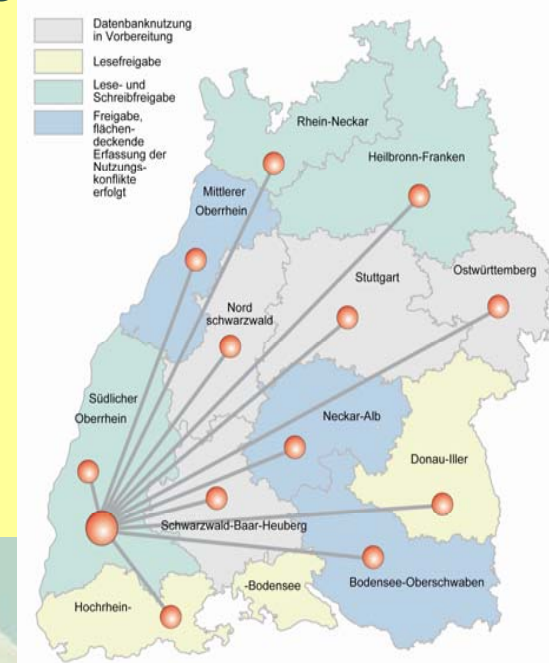 Datenbanknutzung
in Vorbereitung
Lesefreigabe
Lese- und
Schreibfreigabe
Freigabe,
flächen-
deckende
Erfassung der
Nutzungs-
konflikte
erfolgt
Rhein-Neckar
Heilbronn-Franken
Mittlerer
Oberrhein
Ostwürttemberg
Stuttgart
Nord
schwarzwald
Südlicher
Oberrhein
Neckar-Alb
Donau-Iller
Schwarzwald-Baar-Heuberg
-Bodensee
Bodensee-Oberschwaben
Hochrhein-